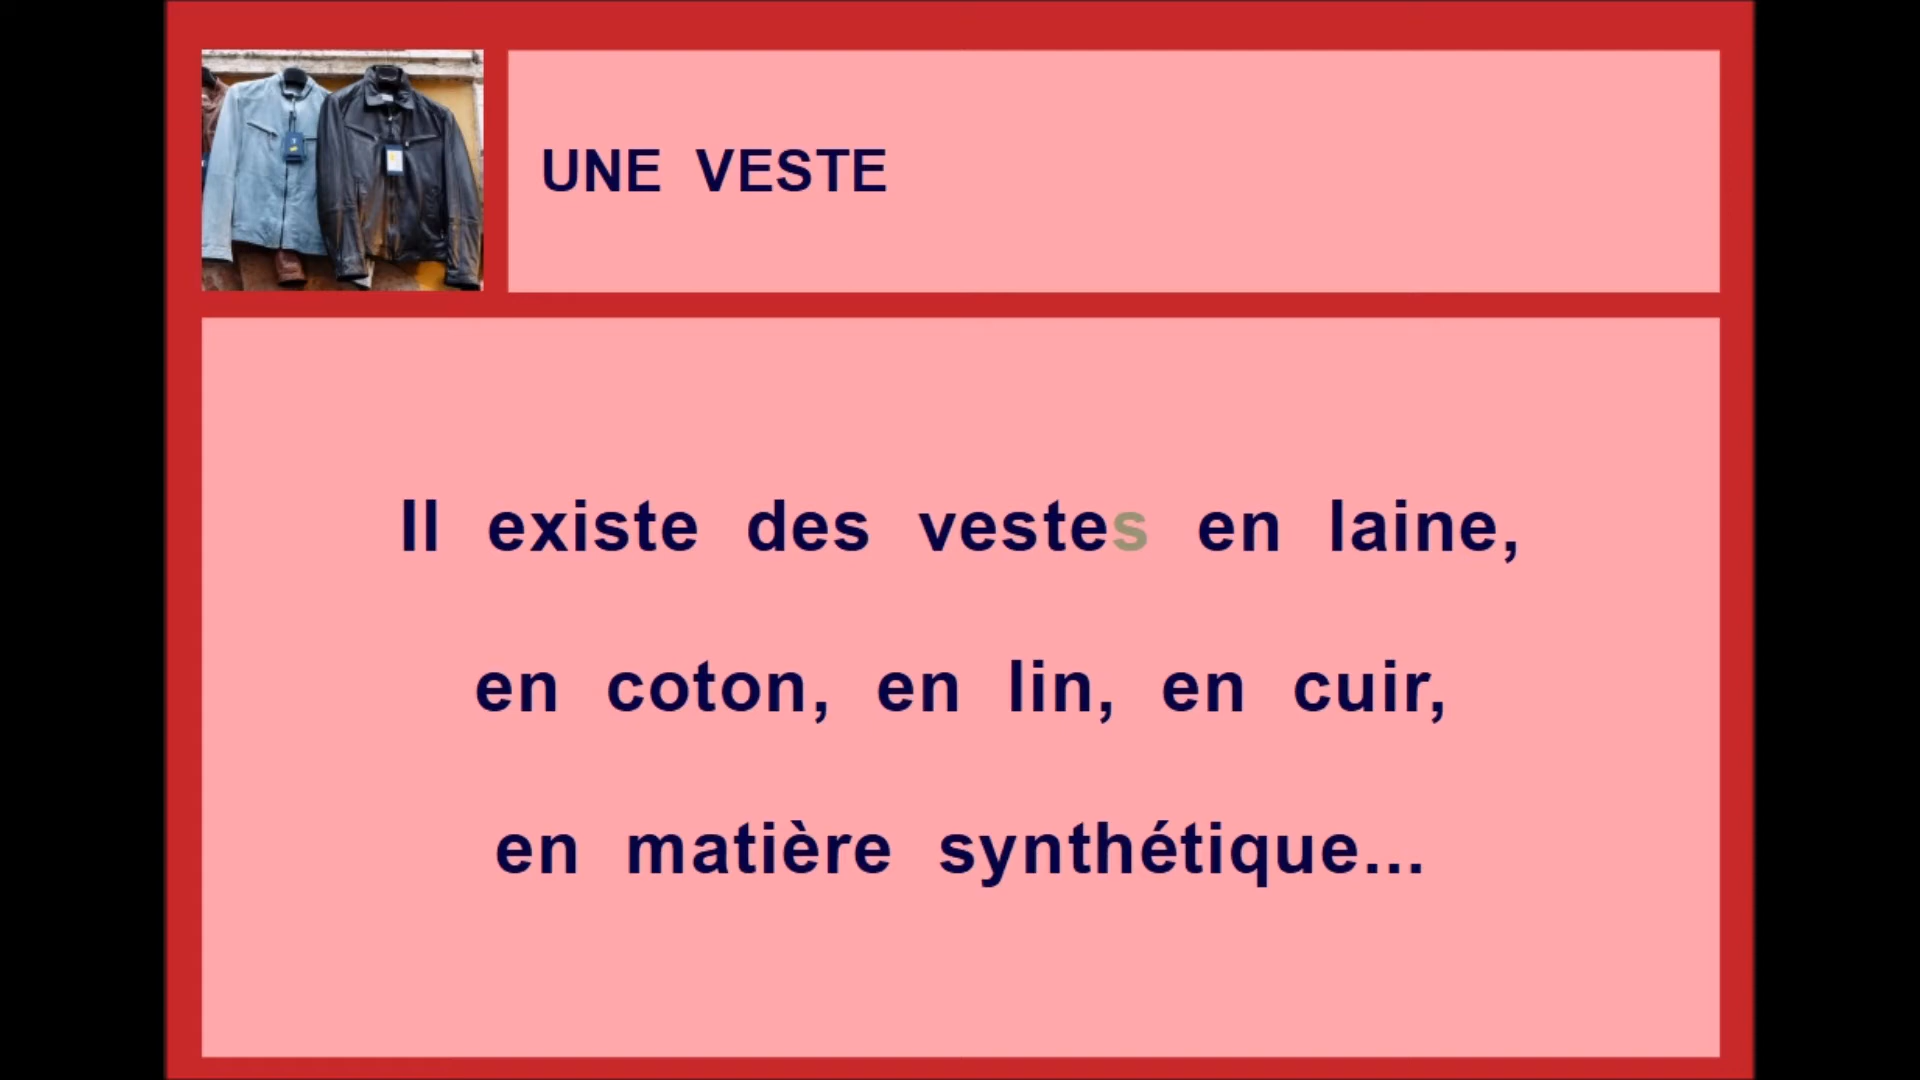 UNE VESTE
Il existe des vestes en laine,
en coton, en lin, en cuir,
en matière synthétique...